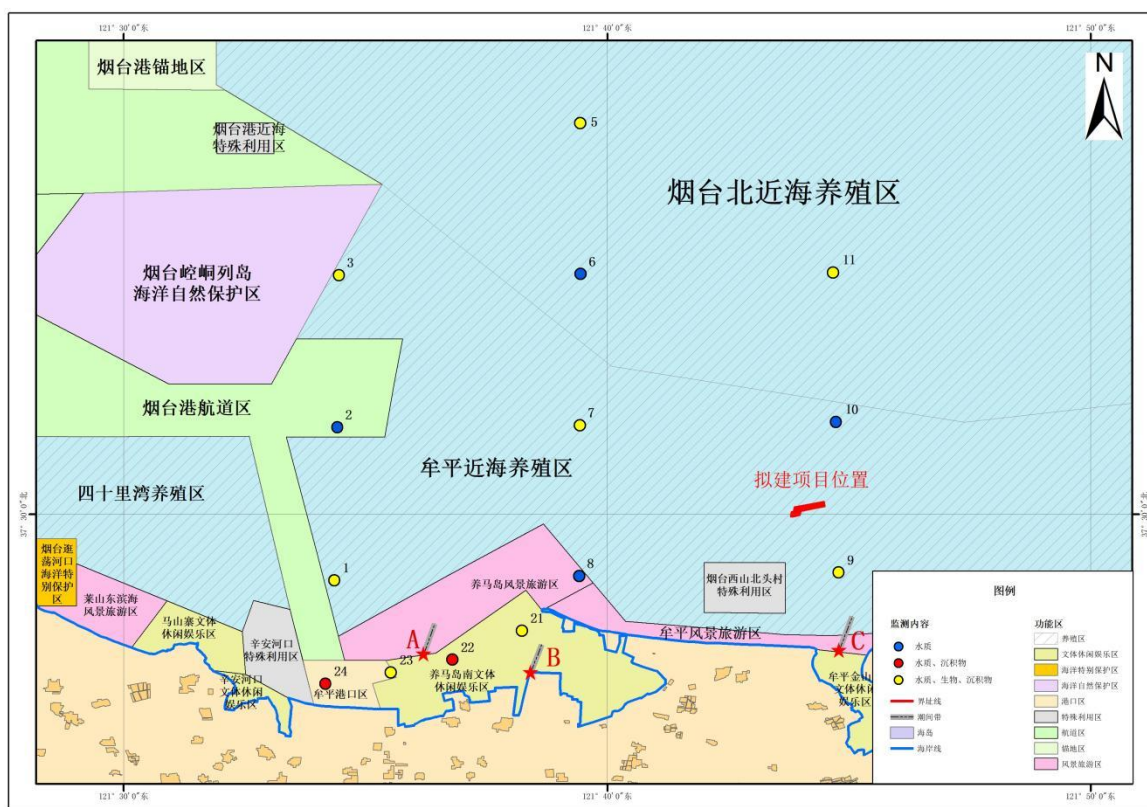 121° 30′ 0″东
121° 40′ 0″东
121° 50′ 0″东
烟台港锚地区
N
烟台港近海
特殊利用区
5
烟台北近海养殖区
烟台崆峒列岛
海洋自然保护区
3
6
11
烟台港航道区
2
7
10
牟平近海养殖区
四十里湾养殖区
拟建项目位置
37° 30′ 0″北
37° 30′ 0″北
烟台逛
荡河口
海洋特
别保护
区
莱山东滨海
风景旅游区
马山寨文体
休闲娱乐区
辛安河口
特殊利用区
辛安河口
文体休闲
娱乐区
1
养马岛风景旅游区
8
烟台西山北头村
特殊利用区
9
牟平风景旅游区
A
B
C
21
22
23
24
养马岛南文体
休闲娱乐区
牟平港口区
牟平金山
文体休闲
娱乐区
图例
监测内容
水质
水质、沉积物
水质、生物、沉积物
界址线
潮间带
海岛
海岸线
功能区
养殖区
文体休闲娱乐区
海洋特别保护区
海洋自然保护区
港口区
特殊利用区
航道区
锚地区
风景旅游区
121° 30′ 0″东
121° 40′ 0″东
121° 50′ 0″东